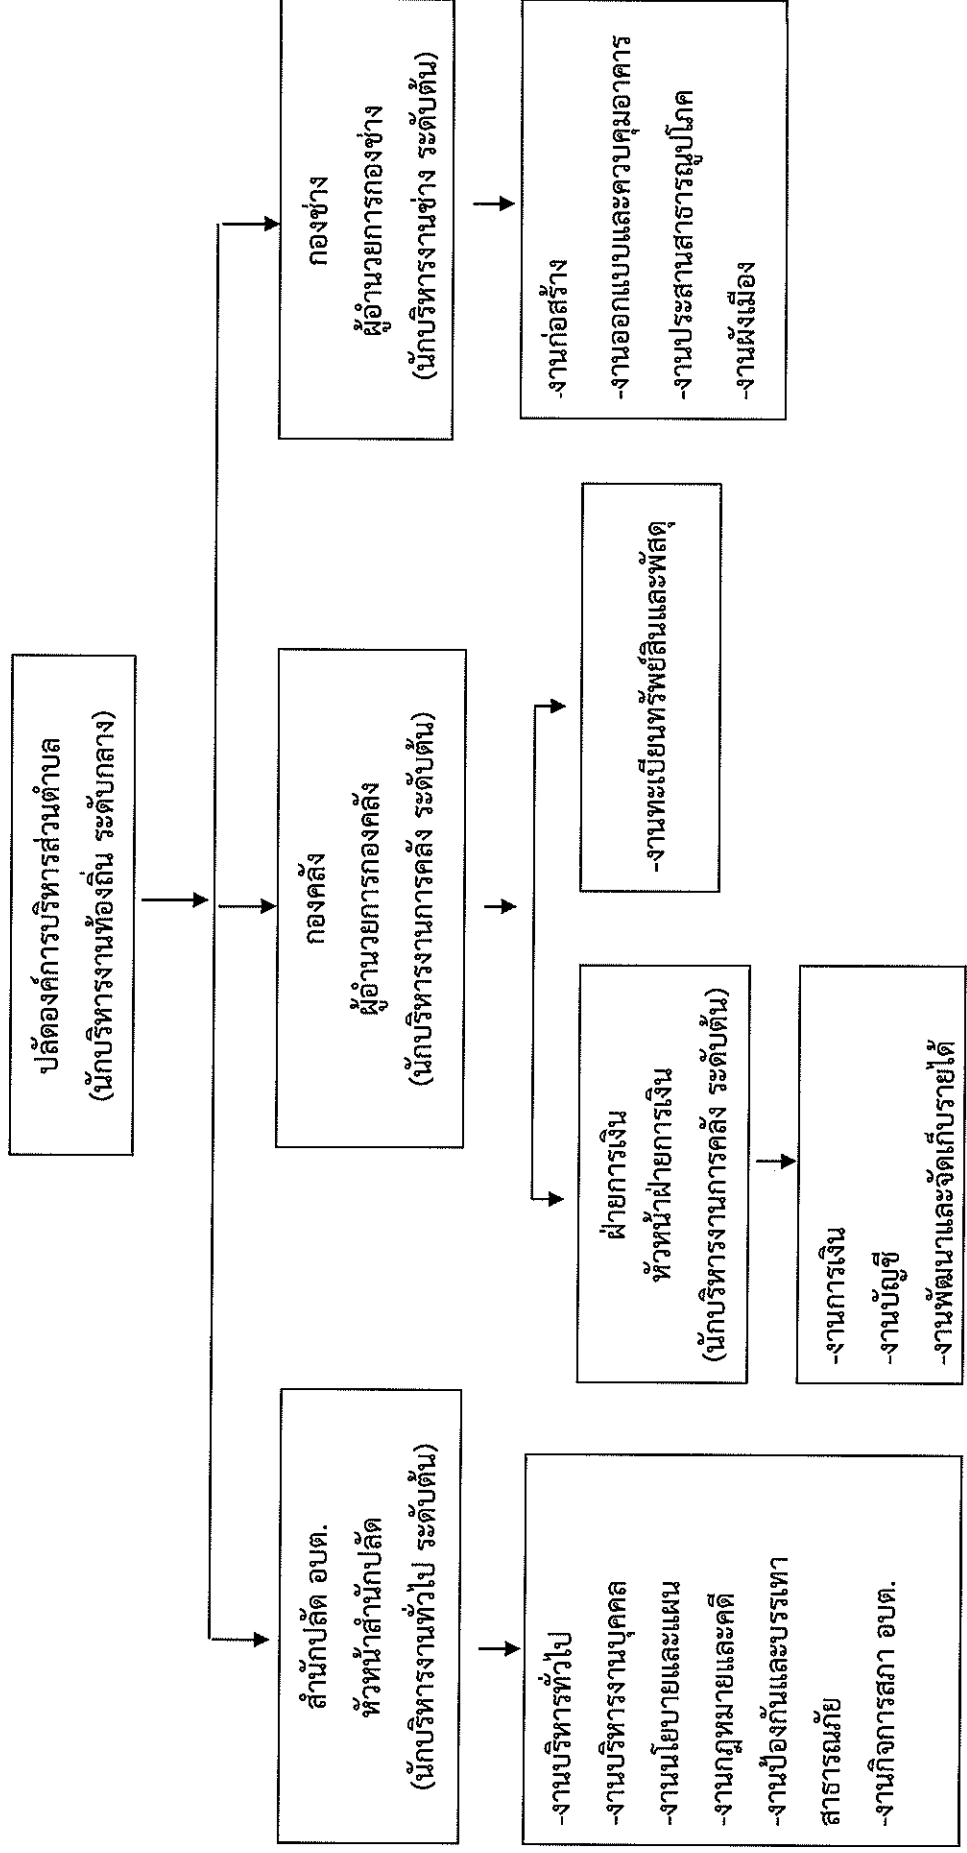 ปลัดองค์การบริหารส่วนตำบล
(นักบริหารงานท้องถิ่น ระดับกลาง)
สำนักปลัด อบต.
หัวหน้าสำนักปลัด
(นักบริหารงานทั่วไป ระดับต้น)
กองคลัง
ผู้อำนวยการกองคลัง
(นักบริหารงานการคลัง ระดับต้น)
กองช่าง
ผู้อำนวยการกองช่าง
(นักบริหารงานช่าง ระดับต้น)
-งานบริหารทั่วไป
-งานบริหารงานบุคคล
-งานนโยบายและแผน
-งานกฎหมายและคดี
-งานป้องกันและบรรเทา
สาธารณภัย
-งานกิจการสภา อบต.
ฝ่ายการเงิน
หัวหน้าฝ่ายการเงิน
(นักบริหารงานการคลัง ระดับต้น)
-งานทะเบียนทรัพย์สินและพัสดุ
-งานก่อสร้าง
-งานออกแบบและควบคุมอาคาร
-งานประสานสาธารณูปโภค
-งานผังเมือง
-งานการเงิน
-งานบัญชี
-งานพัฒนาและจัดเก็บรายได้